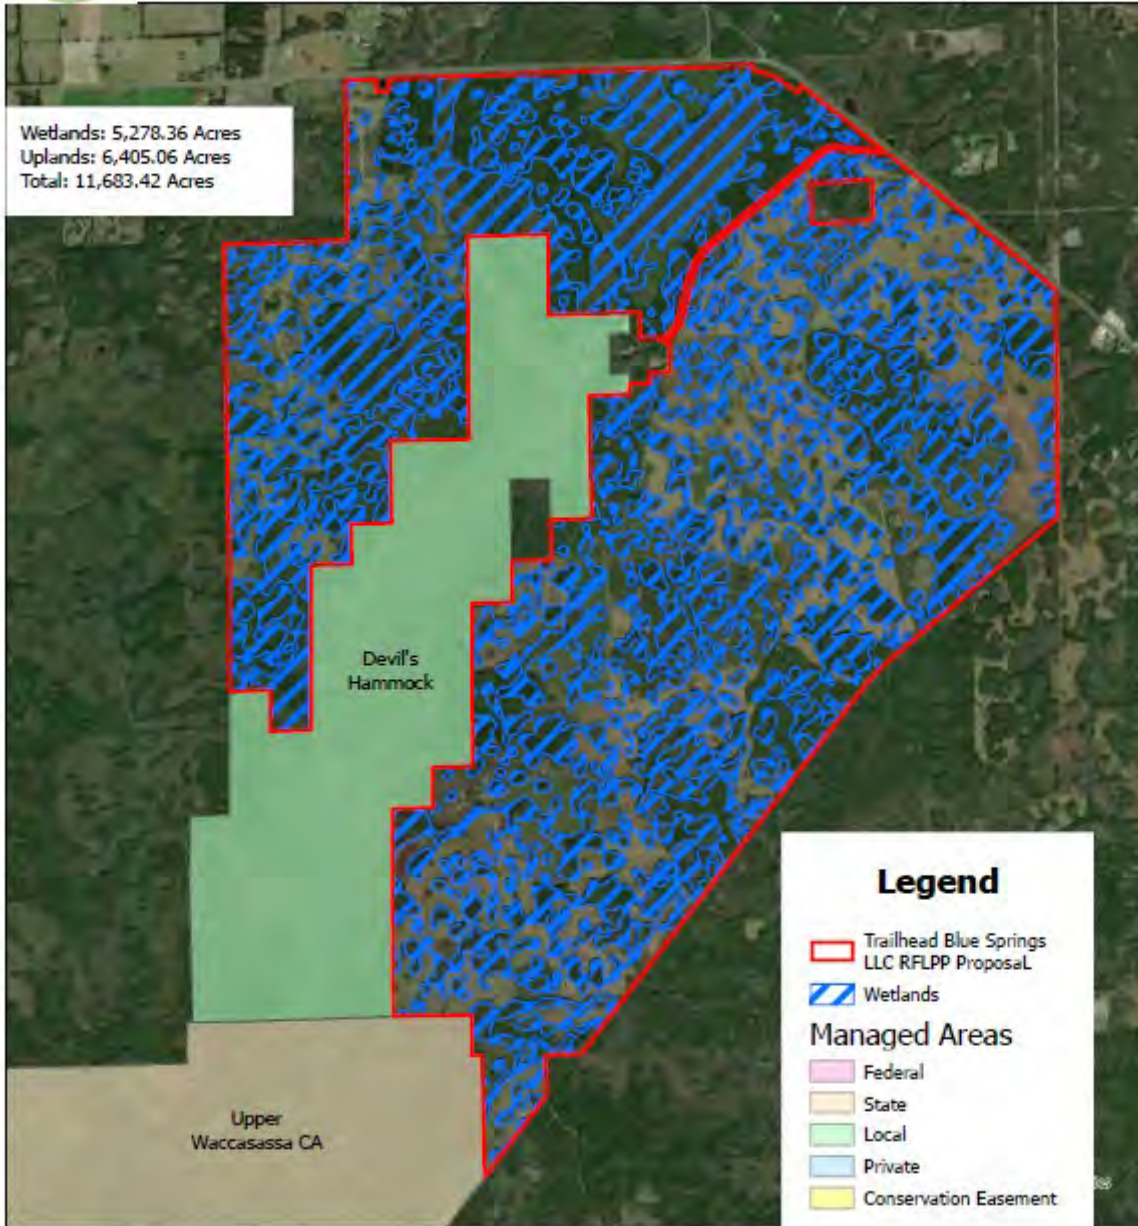 Wetlands: 5,278.36 Acres
Uplands: 6,405.06 Acres
Total: 11,683.42 Acres
Devil's
Hammock
Upper
Waccasassa CA
Legend
Trailhead Blue Springs
LLC RFLPP ProposaL
Wetlands
Managed Areas
Federal
State
Local
Private
Conservation Easement